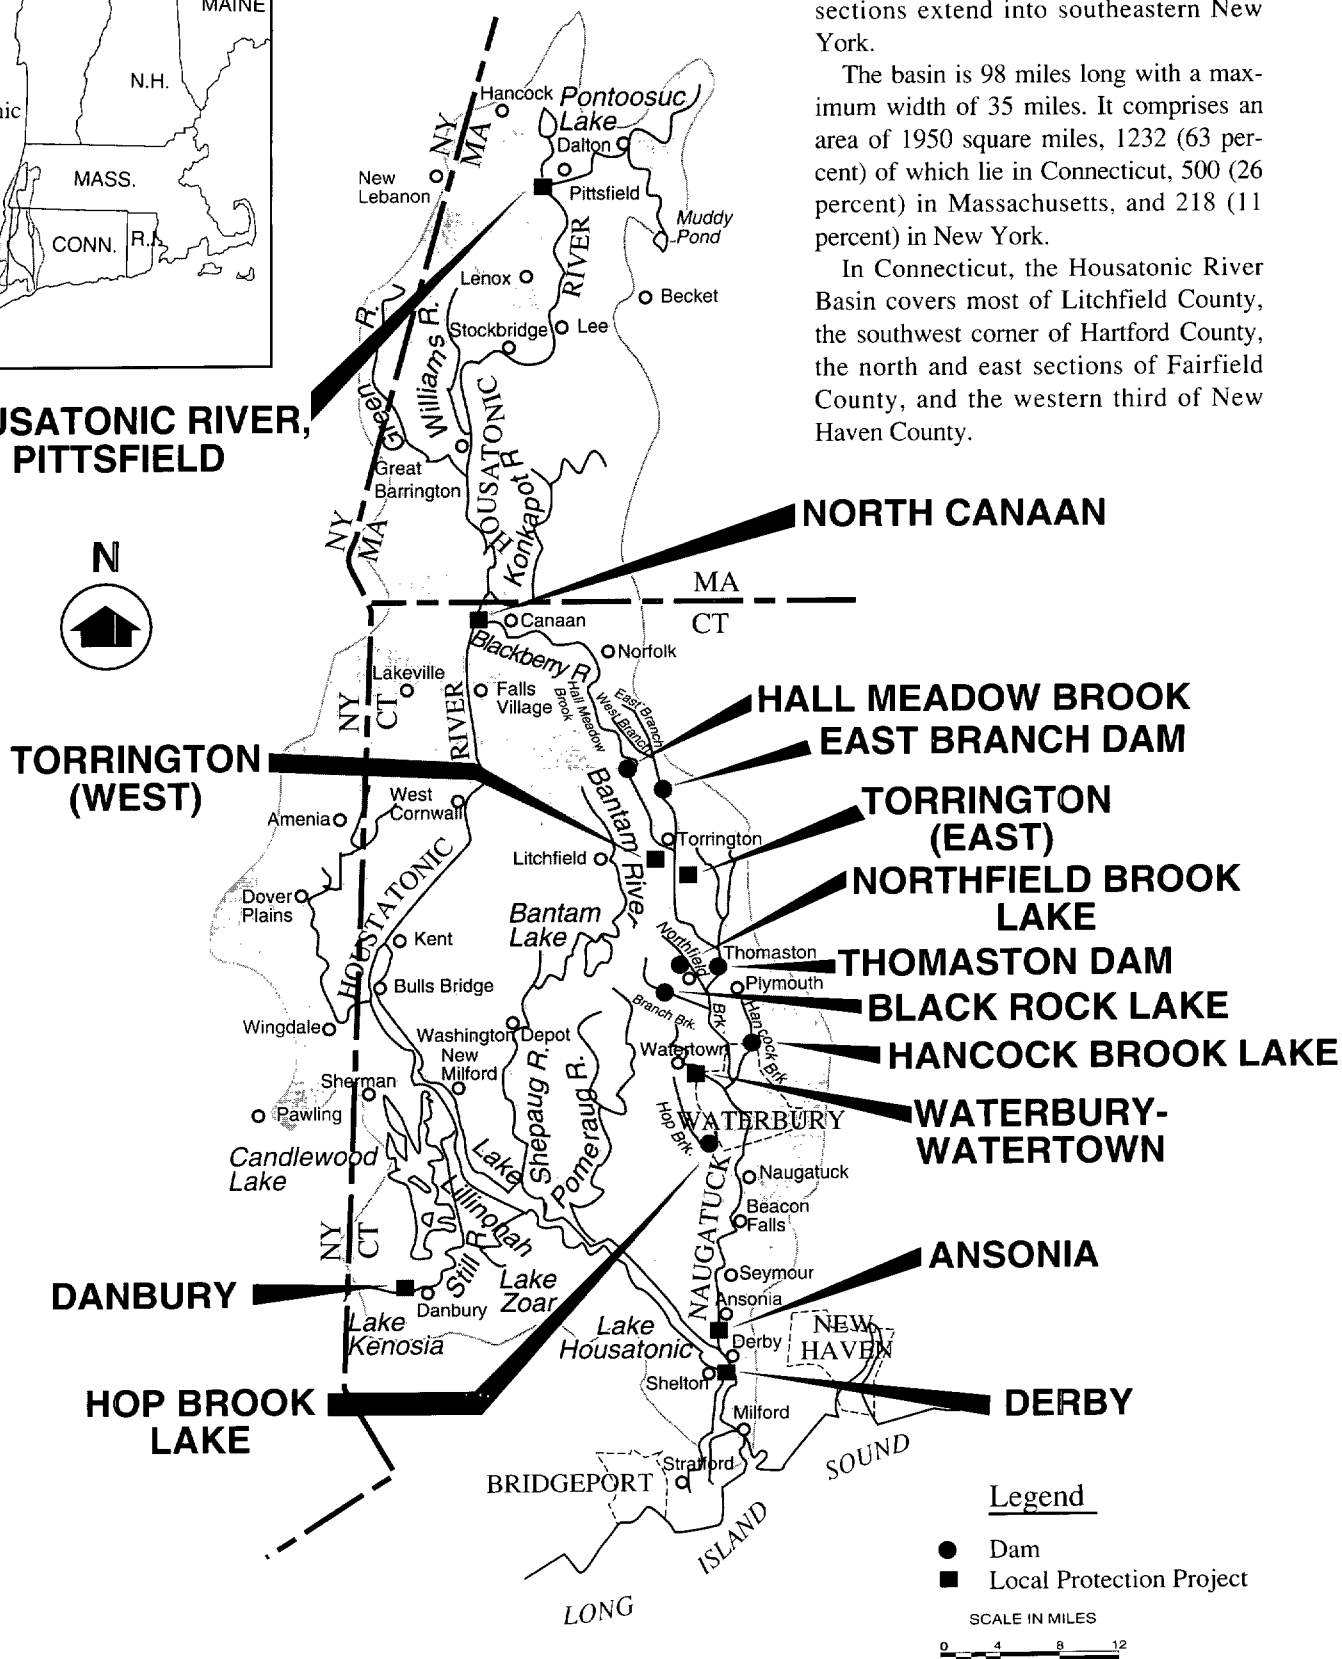 MAINE
N.H.
nic
MASS.
CONN.
R.I.
sections extend into southeastern New
York.
The basin is 98 miles long with a max-
imum width of 35 miles. It comprises an
area of 1950 square miles, 1232 (63 per-
cent) of which lie in Connecticut, 500 (26
percent) in Massachusetts, and 218 (11
percent) in New York.
In Connecticut, the Housatonic River
Basin covers most of Litchfield County,
the southwest corner of Hartford County,
the north and east sections of Fairfield
County, and the western third of New
Haven County.
Hancock
Pontoosuc
Lake
NY
MA
Dalton
New
Lebanon
Pittsfield
Muddy
Pond
RIVER
Lenox
Becket
Green R.
Williams R.
Stockbridge
Lee
HOUSATONIC
USATONIC RIVER,
PITTSFIELD
Great
Barrington
Konkapot R
NY
MA
NORTH CANAAN
N
MA
CT
Canaan
Blackberry R
Norfolk
Lakeville
NY
CT
RIVER
Falls
Village
Hall Meadow
Brook
West Branch
East Branch
HALL MEADOW BROOK
EAST BRANCH DAM
TORRINGTON
(WEST)
West
Cornwall
Amenia
Bantam River
Torrington
TORRINGTON
(EAST)
Litchfield
HOUSTATONIC
Dover
Plains
NORTHFIELD BROOK
LAKE
Bantam
Lake
Kent
Northfield
Brk.
Thomaston
THOMASTON DAM
Bulls Bridge
Plymouth
BLACK ROCK LAKE
Branch Brk.
Hancock Brk
Wingdale
Washington Depot
New
Milford
Watertown
HANCOCK BROOK LAKE
Sherman
Pawling
Shepaug R.
Pomerang R.
Hop Brk.
WATERBURY
WATERBURY-
WATERTOWN
Candlewood
Lake
Lake
Lillinonah
Naugatuck
NAUGATUCK
Beacon
Falls
NY
CT
Still R.
ANSONIA
DANBURY
Danbury
Lake
Zoar
Seymour
Ansonia
Lake
Kenosia
Lake
Housatonic
Derby
NEW
HAVEN
Shelton
HOP BROOK
LAKE
DERBY
Milford
Stratford
BRIDGEPORT
LONG
ISLAND
SOUND
Legend
Dam
Local Protection Project
SCALE IN MILES
0 4 8 12